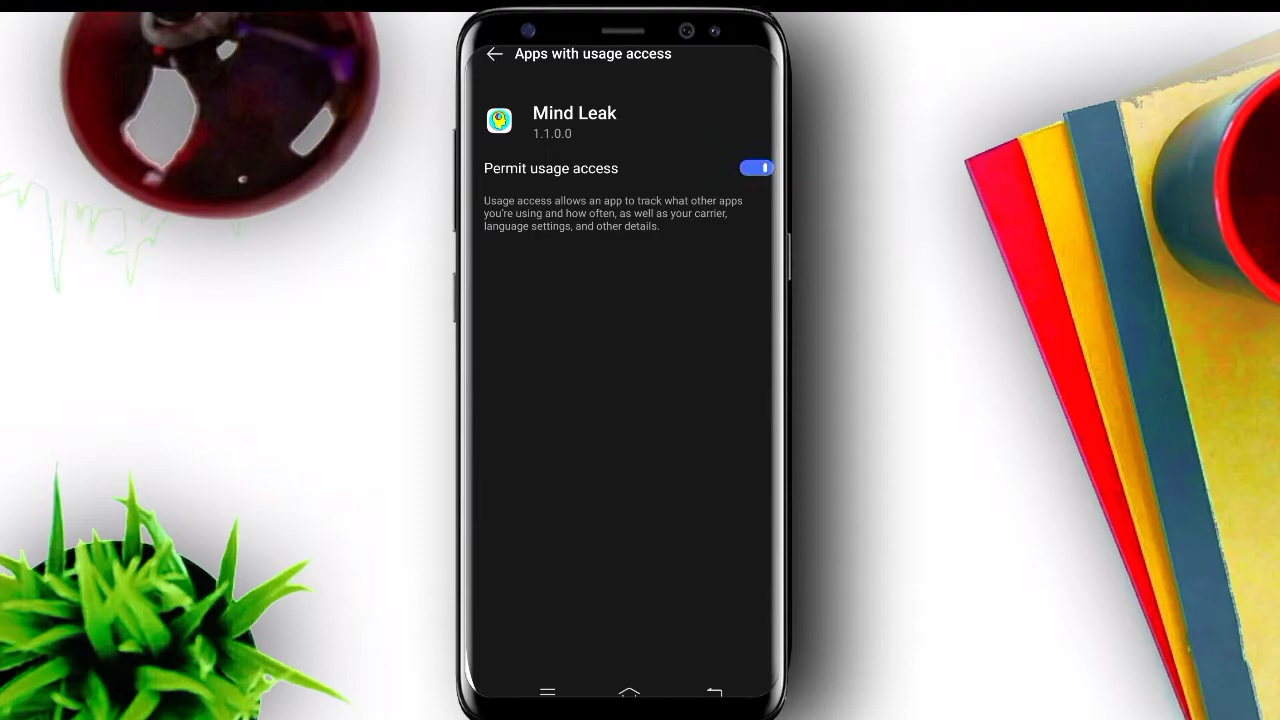 Apps with usage access
Mind Leak
1.1.0.0
Permit usage access
Usage access allows an app to track what other apps
you're using and how often, as well as your carrier,
language settings, and other details.